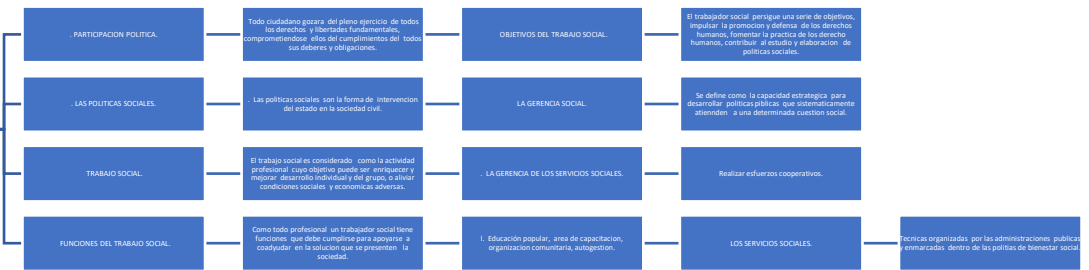 . PARTICIPACION POLITICA.
Todo ciudadano gozara del pleno ejercicio de todos
los derechos y libertades fundamentales,
comprometiendose ellos del cumplimientos del todos
sus deberes y obligaciones.
OBJETIVOS DEL TRABAJO SOCIAL.
El trabajador social persigue una serie de objetivos,
impulsar la promocion y defensa de los derechos
humanos, fomentar la practica de los derecho
humanos, contribuir al estudio y elaboracion de
politicas sociales.
. LAS POLITICAS SOCIALES.
. Las politicas sociales son la forma de intervencion
del estado en la sociedad civil.
LA GERENCIA SOCIAL.
Se define como la capacidad estrategica para
desarrollar politicas piblicas que sistematicamente
atiennden a una determinada cuestion social.
TRABAJO SOCIAL.
El trabajo social es considerado como la actividad
profesional cuyo objetivo puede ser enriquecer y
mejorar desarrollo individual y del grupo, o aliviar
condiciones sociales y economicas adversas.
. LA GERENCIA DE LOS SERVICIOS SOCIALES.
Realizar esfuerzos cooperativos.
FUNCIONES DEL TRABAJO SOCIAL.
Como todo profesional un trabajador social tiene
funciones que debe cumplirse para apoyarse a
coadyudar en la solucion que se presenten la
sociedad.
l. Educación popular, area de capacitacion,
organizacion comunitaria, autogestion.
LOS SERVICIOS SOCIALES.
Tecnicas organizadas por las administraciones publicas
y enmarcadas dentro de las politias de bienestar social.